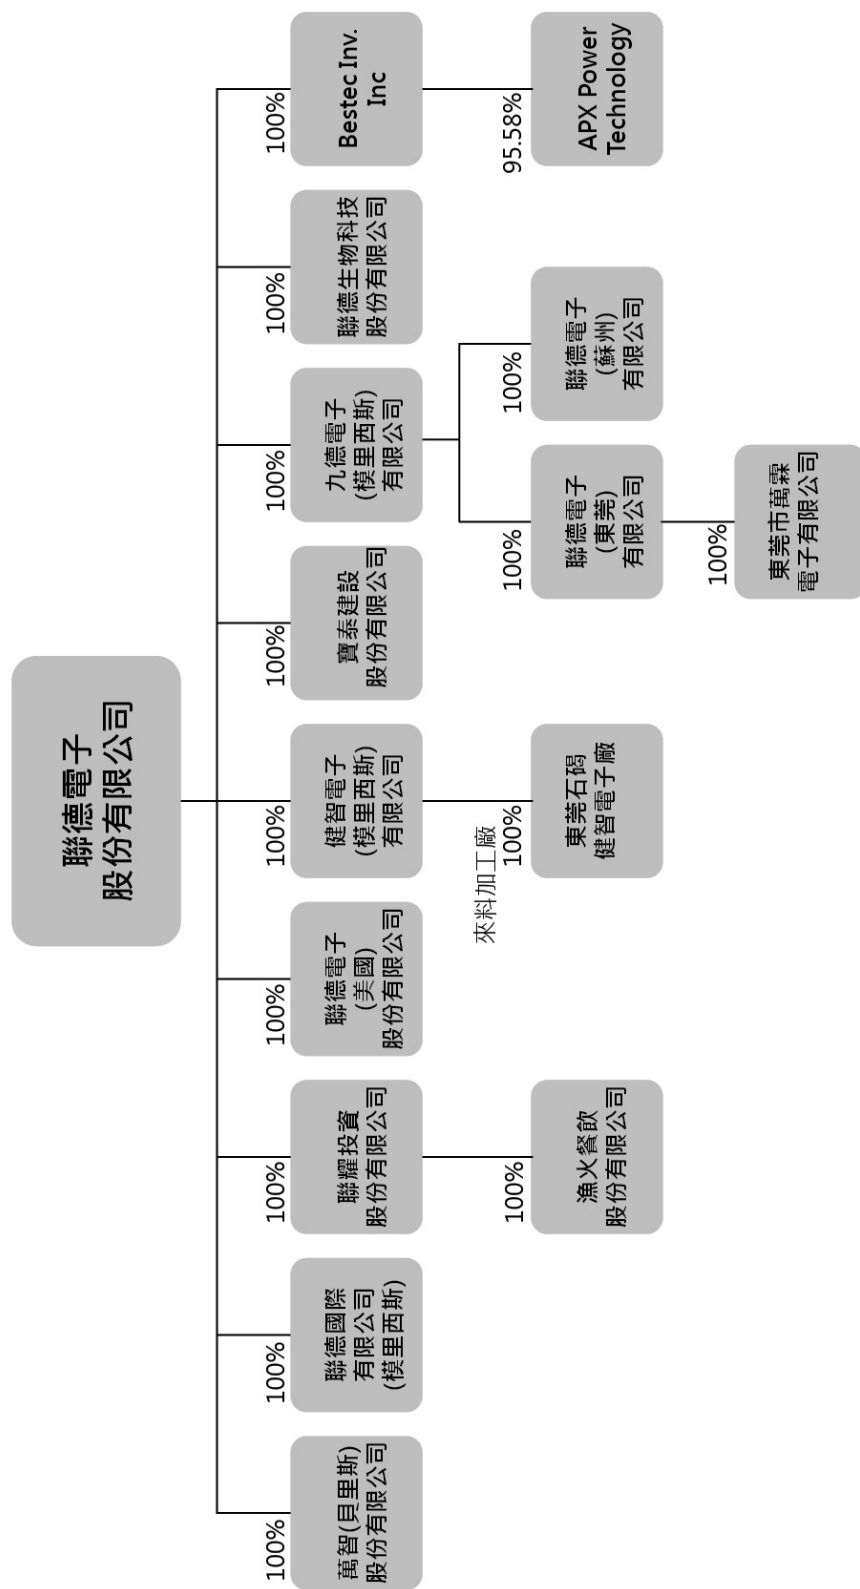 聯德電子
股份有限公司
100%
萬智(貝里斯)
股份有限公司
100%
聯德國際
有限公司
(模里西斯)
100%
聯耀投資
股份有限公司
100%
聯德電子
(美國)
股份有限公司
100%
健智電子
(模里西斯)
有限公司
100%
寶泰建設
股份有限公司
100%
九德電子
(模里西斯)
有限公司
100%
聯德生物科技
股份有限公司
100%
Bestec Inv.
Inc
100%
漁火餐飲
股份有限公司
來料加工廠
100%
東莞石碣
健智電子廠
100%
聯德電子
(東莞)
有限公司
100%
聯德電子
(蘇州)
有限公司
95.58%
APX Power
Technology
100%
東莞市萬霖
電子有限公司